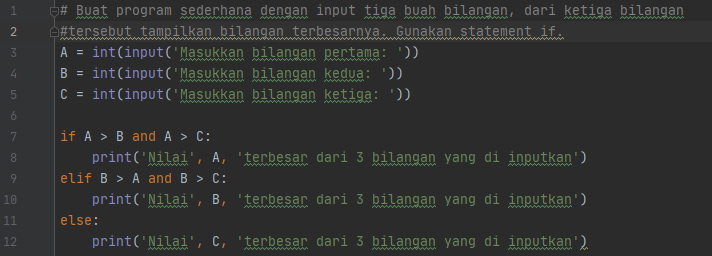 1 # Buat program sederhana dengan input tiga buah bilangan, dari ketiga bilangan
2 #tersebut tampilkan bilangan terbesarnya. Gunakan statement if.
3 A = int(input('Masukkan bilangan pertama: '))
4 B = int(input('Masukkan bilangan kedua: '))
5 C = int(input('Masukkan bilangan ketiga: '))
6
7 if A > B and A > C:
8     print('Nilai', A, 'terbesar dari 3 bilangan yang di inputkan')
9 elif B > A and B > C:
10     print('Nilai', B, 'terbesar dari 3 bilangan yang di inputkan')
11 else:
12     print('Nilai', C, 'terbesar dari 3 bilangan yang di inputkan')